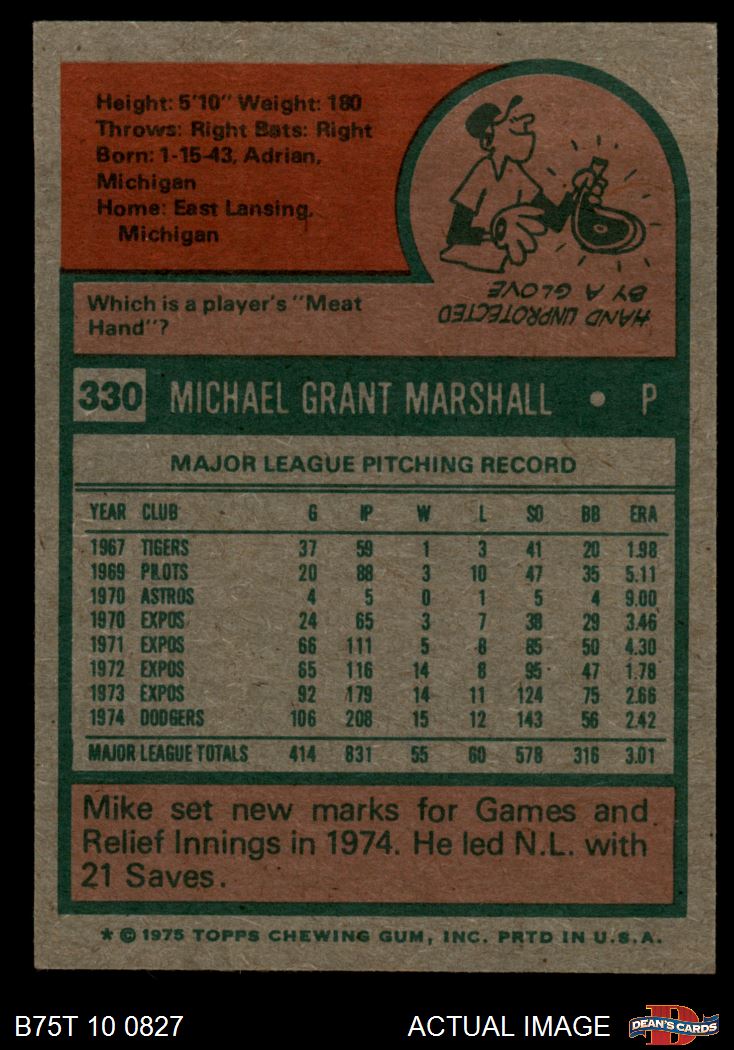 Height: 5'10" Weight: 180
Throws: Right Bats: Right
Born: 1-15-43, Adrian,
Michigan
Home: East Lansing,
Michigan
Which is a player's "Meat
Hand"?
HAND UNPROTECTED
BY A GLOVE
330 MICHAEL GRANT MARSHALL • P
MAJOR LEAGUE PITCHING RECORD
YEAR CLUB G IP W L SO BB ERA
1967 TIGERS 37 59 1 3 41 20 1.98
1969 PILOTS 20 88 3 10 47 35 5.11
1970 ASTROS 4 5 0 1 5 4 9.00
1970 EXPOS 24 65 3 7 38 29 3.46
1971 EXPOS 66 111 5 8 85 50 4.30
1972 EXPOS 65 116 14 8 95 47 1.78
1973 EXPOS 92 179 14 11 124 75 2.66
1974 DODGERS 106 208 15 12 143 56 2.42
MAJOR LEAGUE TOTALS 414 831 55 60 578 316 3.01
Mike set new marks for Games and
Relief Innings in 1974. He led N.L. with
21 Saves.
* © 1975 TOPPS CHEWING GUM, INC. PRTD IN U.S.A.
B75T 10 0827 ACTUAL IMAGE D DEAN'S CARDS